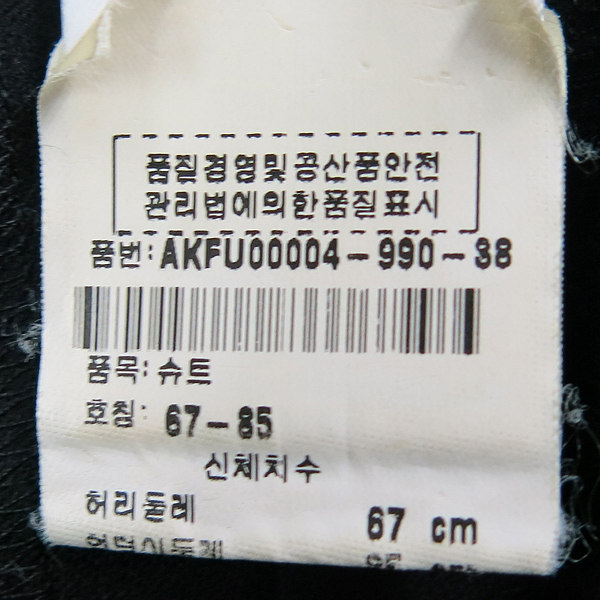 품질경영및공산품안전
관리법에의한품질표시
품번:AKFU00004-990-38
품목:슈트
호칭: 67-85
신체치수
허리둘레 67 cm